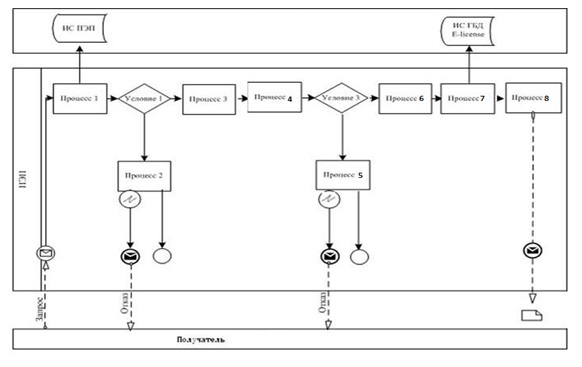 ИС ПЭП
ИС ГБД
E-license
Процесс 1
Условие 1
Процесс 3
Процесс 4
Условие 3
Процесс 6
Процесс 7
Процесс 8
Процесс 2
Процесс 5
Запрос
Отказ
Отказ
Получатель